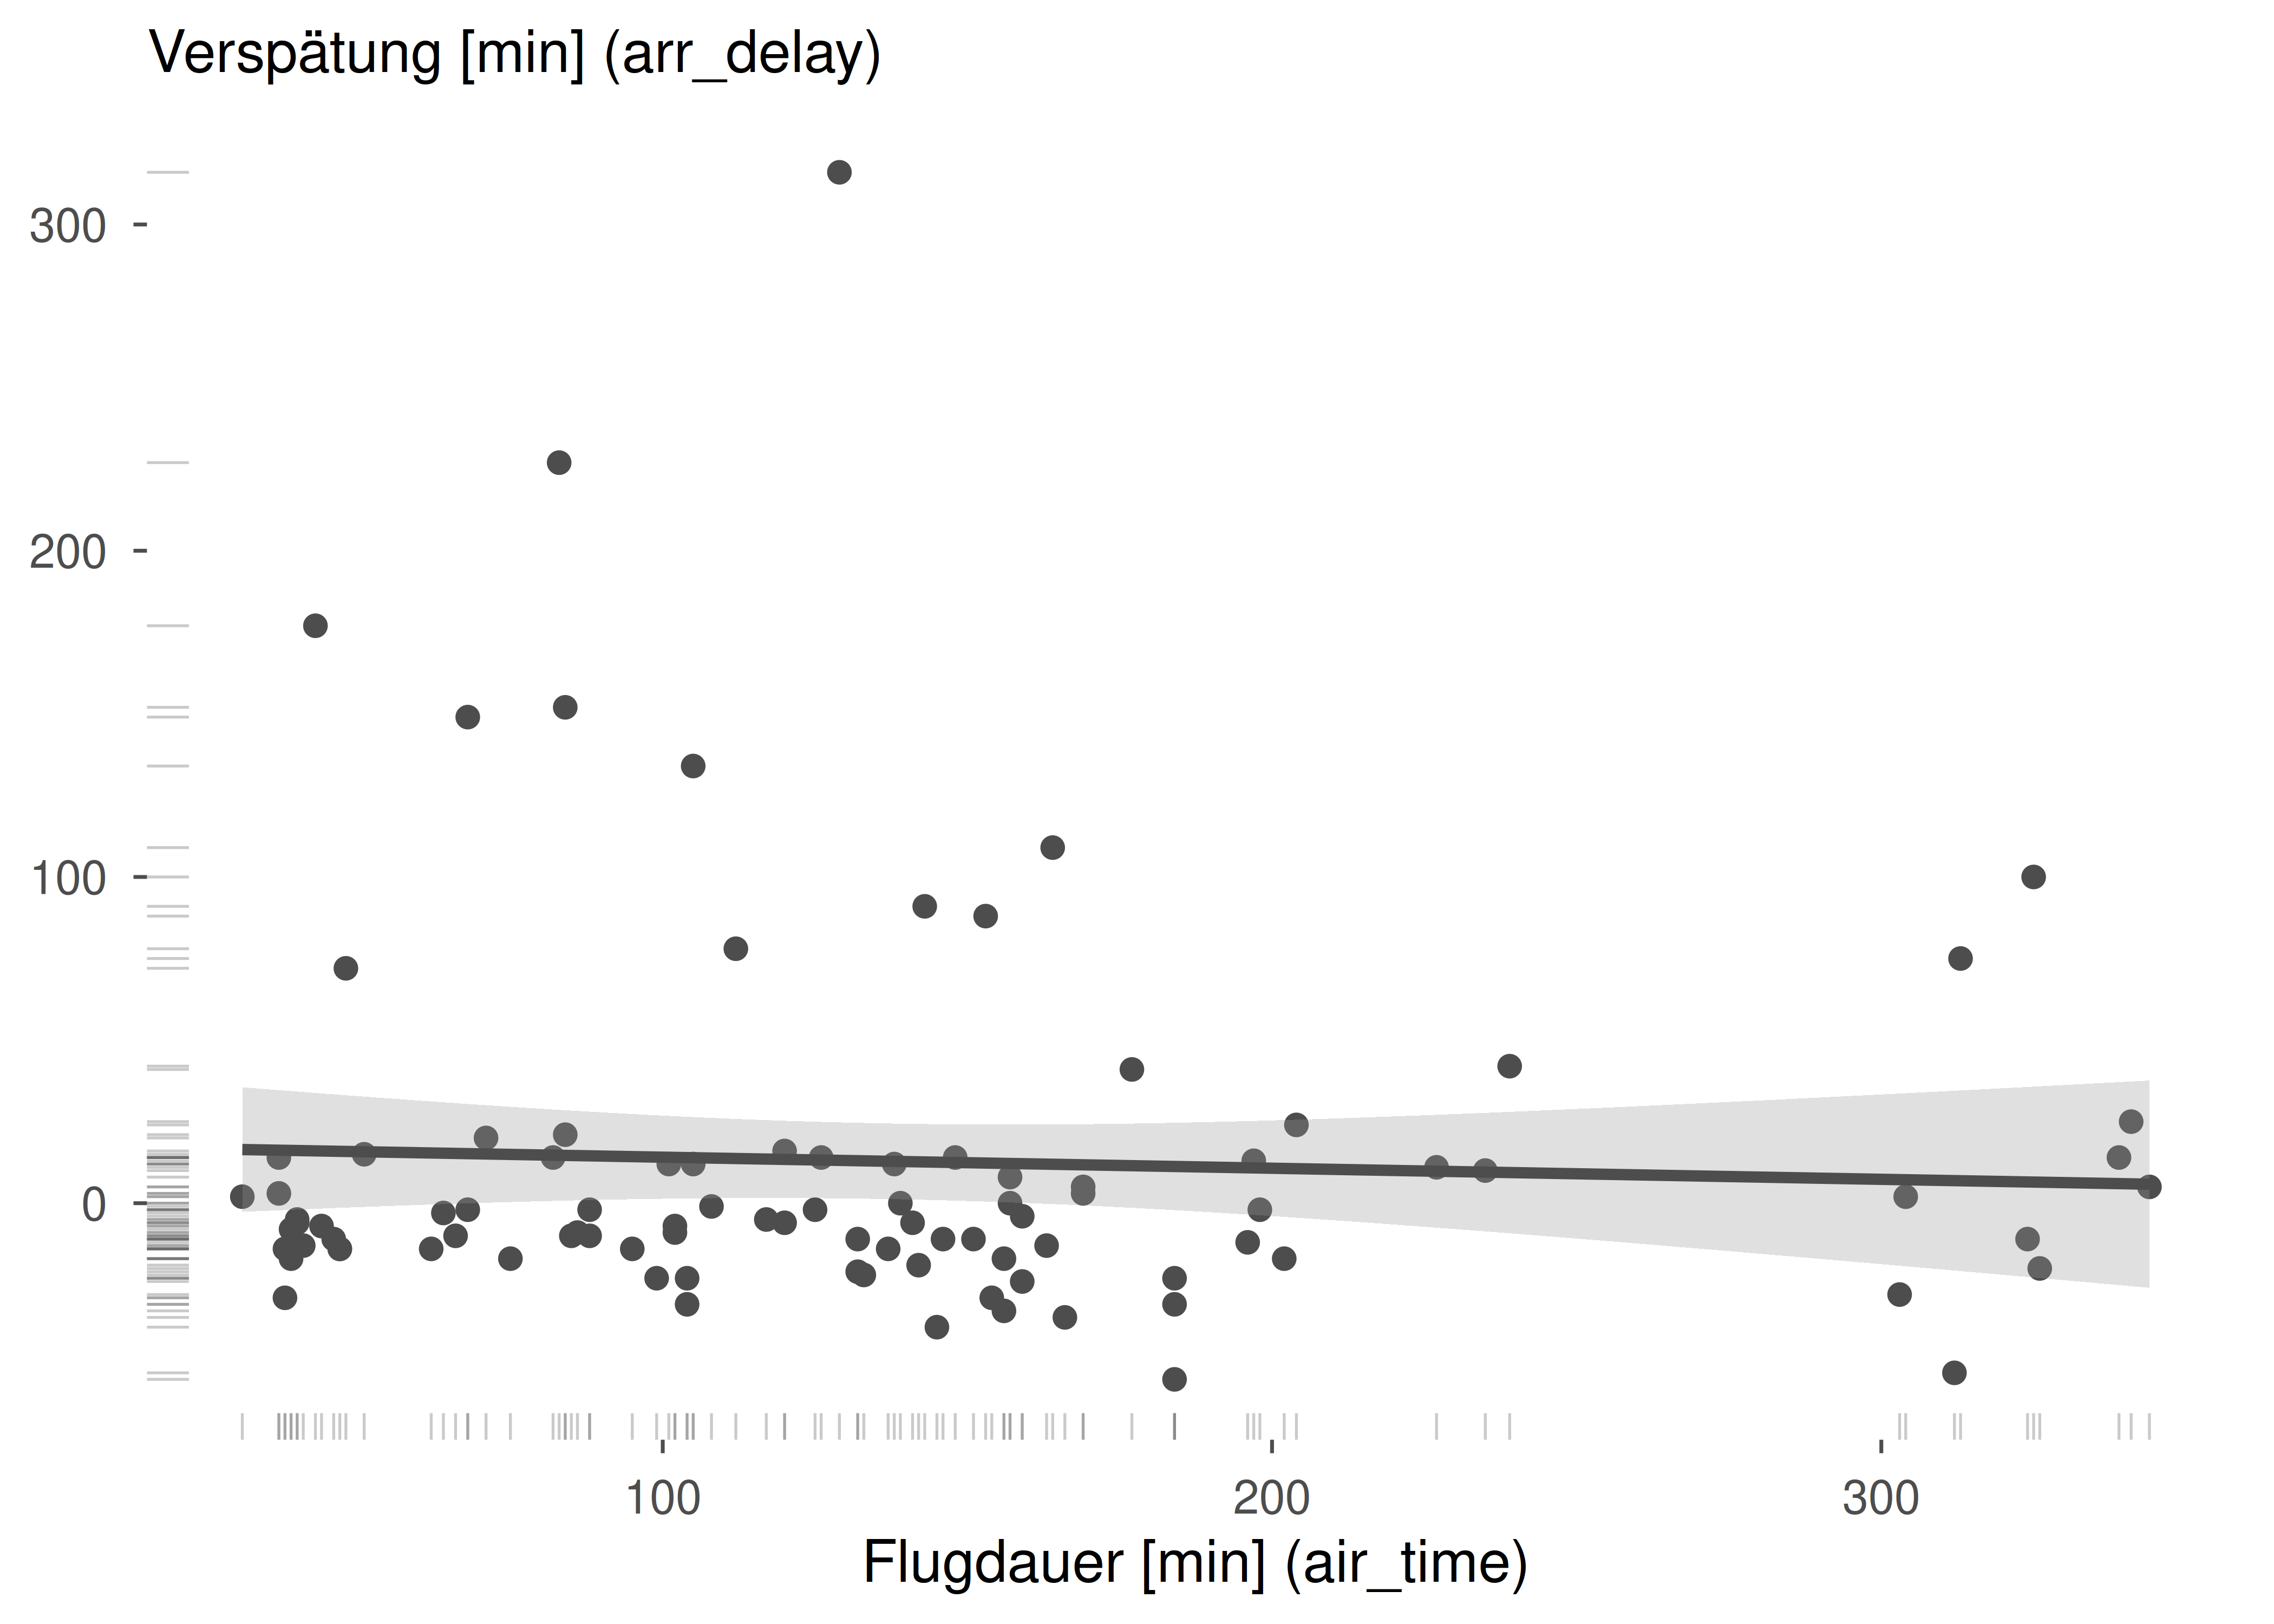 Verspätung [min] (arr_delay)
300
200
100
0
100 200 300
Flugdauer [min] (air_time)